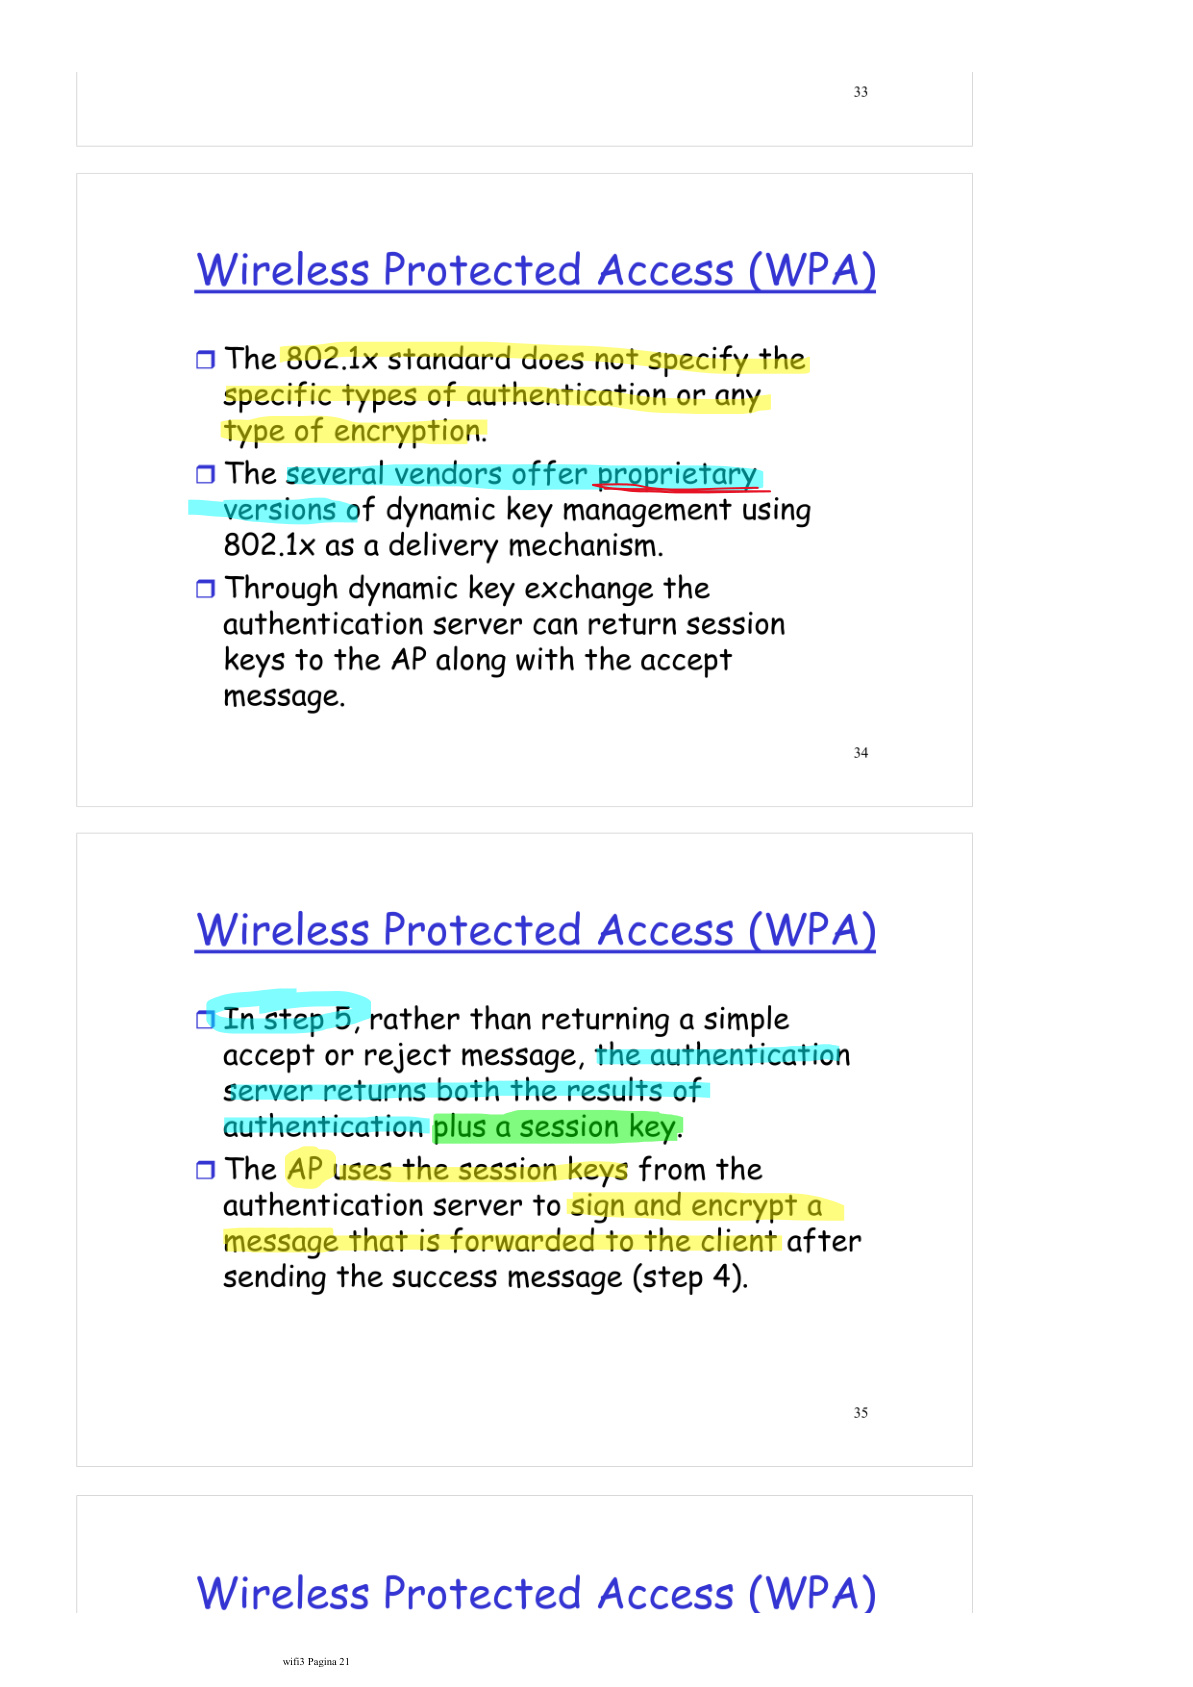 33
Wireless Protected Access (WPA)
The 802.1x standard does not specify the
specific types of authentication or any
type of encryption.
The several vendors offer proprietary
versions of dynamic key management using
802.1x as a delivery mechanism.
Through dynamic key exchange the
authentication server can return session
keys to the AP along with the accept
message.
34
Wireless Protected Access (WPA)
In step 5, rather than returning a simple
accept or reject message, the authentication
server returns both the results of
authentication plus a session key.
The AP uses the session keys from the
authentication server to sign and encrypt a
message that is forwarded to the client after
sending the success message (step 4).
35
Wireless Protected Access (WPA)
wifi3 Pagina 21